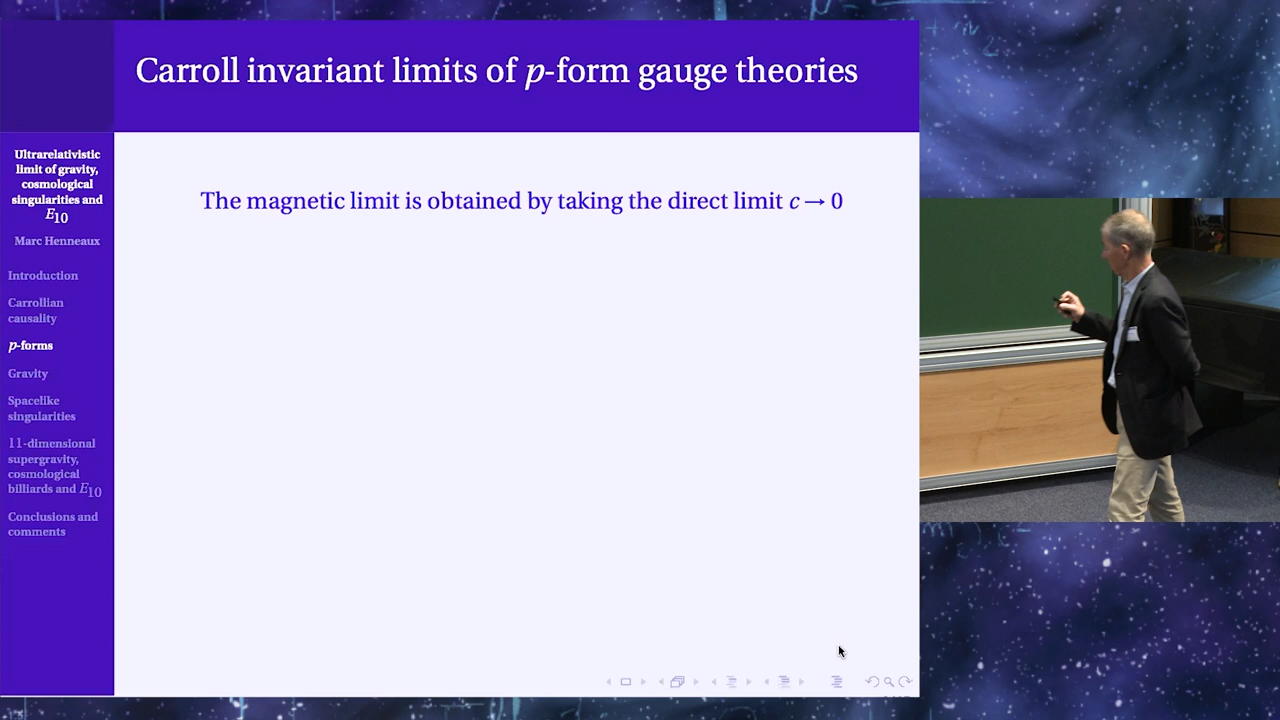 Carroll invariant limits of p-form gauge theories
Ultrarelativistic
limit of gravity,
cosmological
singularities and
E10
Marc Henneaux
Introduction
Carrollian
causality
p-forms
Gravity
Spacelike
singularities
11-dimensional
supergravity,
cosmological
billiards and E10
Conclusions and
comments
The magnetic limit is obtained by taking the direct limit c → 0